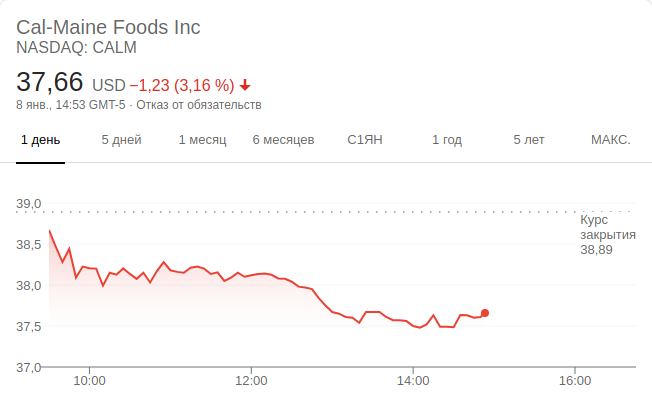 Cal-Maine Foods Inc
NASDAQ: CALM
37,66 USD −1,23 (3,16 %)
8 янв., 14:53 GMT-5 · Отказ от обязательств
1 день 5 дней 1 месяц 6 месяцев С1ЯН 1 год 5 лет МАКС.
39,0
Курс
закрытия
38,89
38,5
38,0
37,5
37,0
10:00 12:00 14:00 16:00